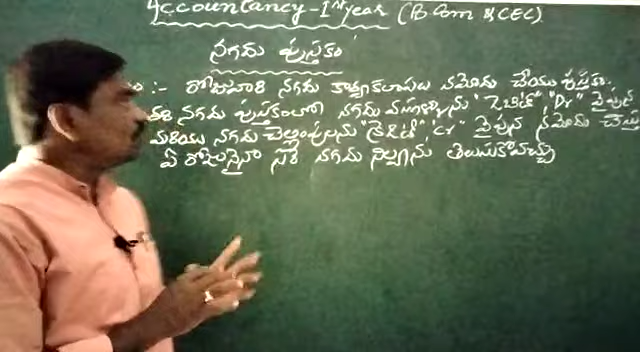 Accountancy - 1st year (B.Com & CEC)
నగదు పుస్తకం
:- రోజువారి నగదు కార్యకలాపాలు నమోదు చేయు పుస్తకం.
ఈ నగదు పుస్తకంలో నగదు వసూళ్ళను "డెబిట్", "Dr" వైపున
మరియు నగదు చెల్లింపులను "క్రెడిట్", "Cr" వైపున నమోదు చేస్తు
ఏ రోజుకైనా సరే నగదు నిల్వను తెలుసుకోవచ్చు